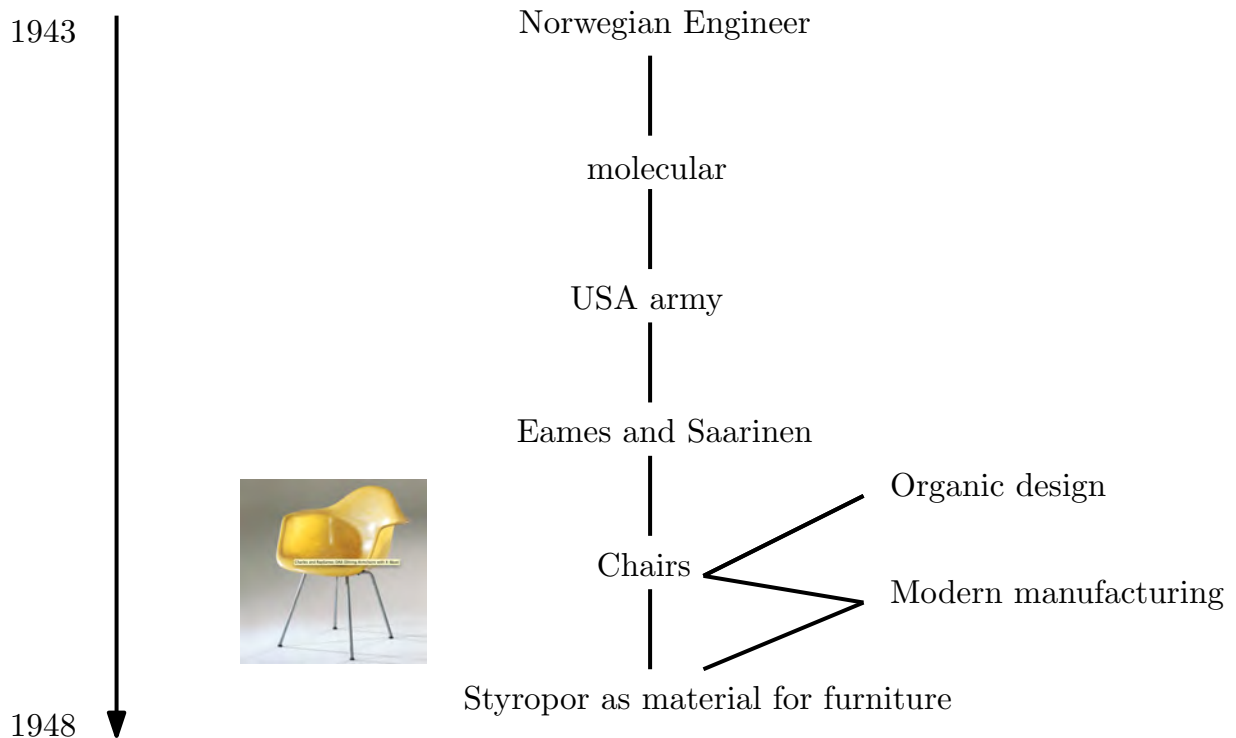 1943
Norwegian Engineer
molecular
USA army
Eames and Saarinen
Organic design
Chairs
Modern manufacturing
Styropor as material for furniture
1948